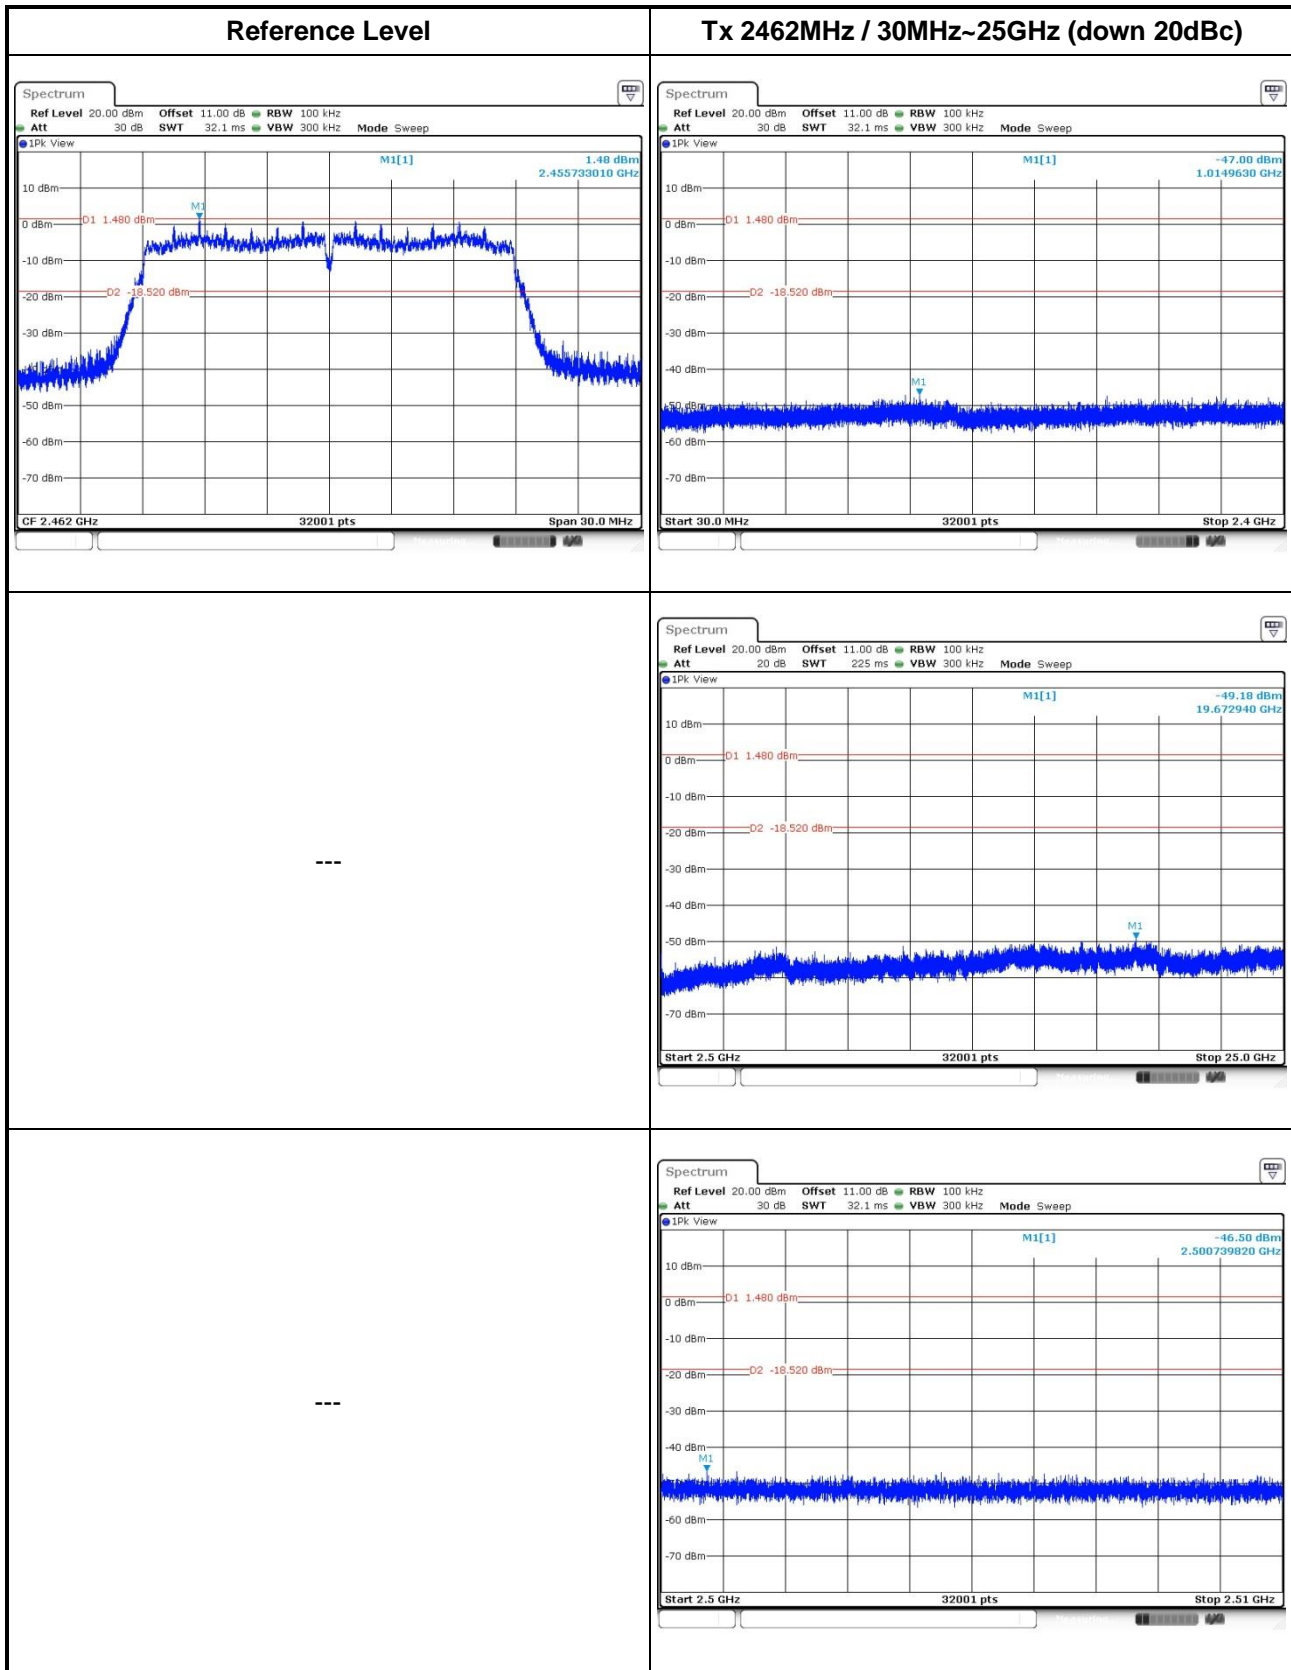 Reference Level
Tx 2462MHz / 30MHz~25GHz (down 20dBc)
Spectrum
Ref Level 20.00 dBm Offset 11.00 dB RBW 100 kHz
Att 30 dB SWT 32.1 ms VBW 300 kHz Mode Sweep
1Pk View
M1[1] 1.48 dBm
2.455733010 GHz
10 dBm
M1
D1 1.480 dBm
0 dBm
-10 dBm
D2 -18.520 dBm
-20 dBm
-30 dBm
-40 dBm
-50 dBm
-60 dBm
-70 dBm
CF 2.462 GHz 32001 pts Span 30.0 MHz
Spectrum
Ref Level 20.00 dBm Offset 11.00 dB RBW 100 kHz
Att 30 dB SWT 32.1 ms VBW 300 kHz Mode Sweep
1Pk View
M1[1] -47.00 dBm
1.0149630 GHz
10 dBm
D1 1.480 dBm
0 dBm
-10 dBm
D2 -18.520 dBm
-20 dBm
-30 dBm
-40 dBm
M1
-50 dBm
-60 dBm
-70 dBm
Start 30.0 MHz 32001 pts Stop 2.4 GHz
---
Spectrum
Ref Level 20.00 dBm Offset 11.00 dB RBW 100 kHz
Att 20 dB SWT 225 ms VBW 300 kHz Mode Sweep
1Pk View
M1[1] -49.18 dBm
19.672940 GHz
10 dBm
D1 1.480 dBm
0 dBm
-10 dBm
D2 -18.520 dBm
-20 dBm
-30 dBm
-40 dBm
M1
-50 dBm
-70 dBm
Start 2.5 GHz 32001 pts Stop 25.0 GHz
---
Spectrum
Ref Level 20.00 dBm Offset 11.00 dB RBW 100 kHz
Att 30 dB SWT 32.1 ms VBW 300 kHz Mode Sweep
1Pk View
M1[1] -46.50 dBm
2.500739820 GHz
10 dBm
D1 1.480 dBm
0 dBm
-10 dBm
D2 -18.520 dBm
-20 dBm
-30 dBm
-40 dBm
M1
-60 dBm
-70 dBm
Start 2.5 GHz 32001 pts Stop 2.51 GHz